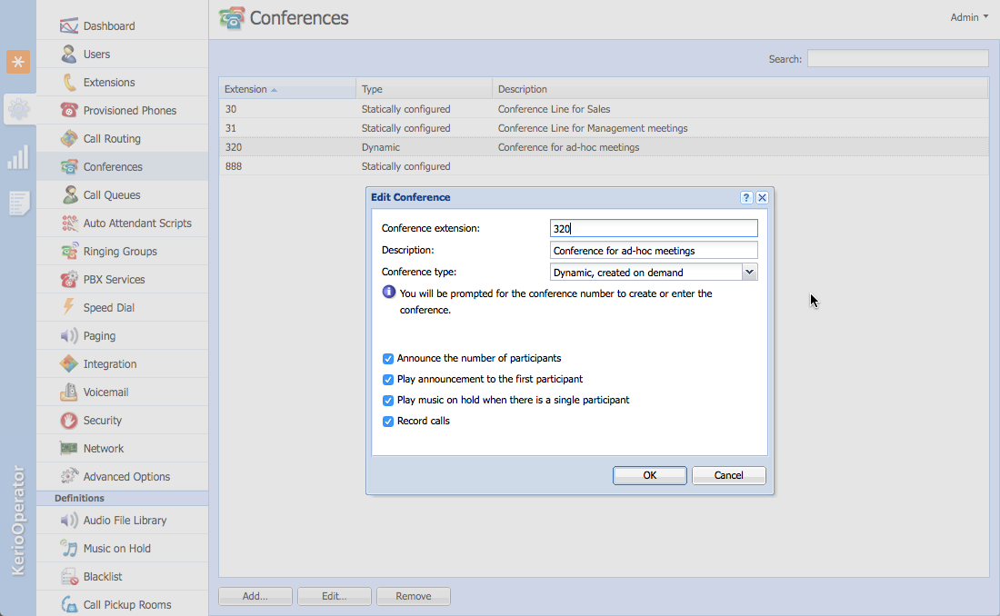 Conferences
Admin
Dashboard
Users
Extensions
Provisioned Phones
Call Routing
Conferences
Call Queues
Auto Attendant Scripts
Ringing Groups
PBX Services
Speed Dial
Paging
Integration
Voicemail
Security
Network
Advanced Options
Definitions
Audio File Library
Music on Hold
Blacklist
Call Pickup Rooms
KerioOperator
Search:
Extension Type Description
30 Statically configured Conference Line for Sales
31 Statically configured Conference Line for Management meetings
320 Dynamic Conference for ad-hoc meetings
888 Statically configured
Edit Conference ?
Conference extension: 320
Description: Conference for ad-hoc meetings
Conference type: Dynamic, created on demand
You will be prompted for the conference number to create or enter the
conference.
Announce the number of participants
Play announcement to the first participant
Play music on hold when there is a single participant
Record calls
OK Cancel
Add... Edit... Remove